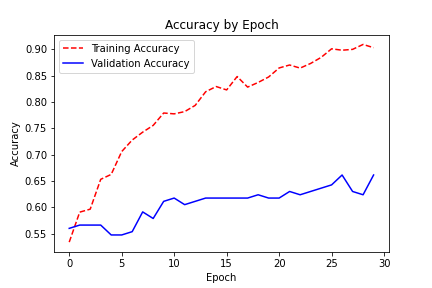 Accuracy by Epoch
Training Accuracy
Validation Accuracy
Accuracy
0.90
0.85
0.80
0.75
0.70
0.65
0.60
0.55
0 5 10 15 20 25 30
Epoch